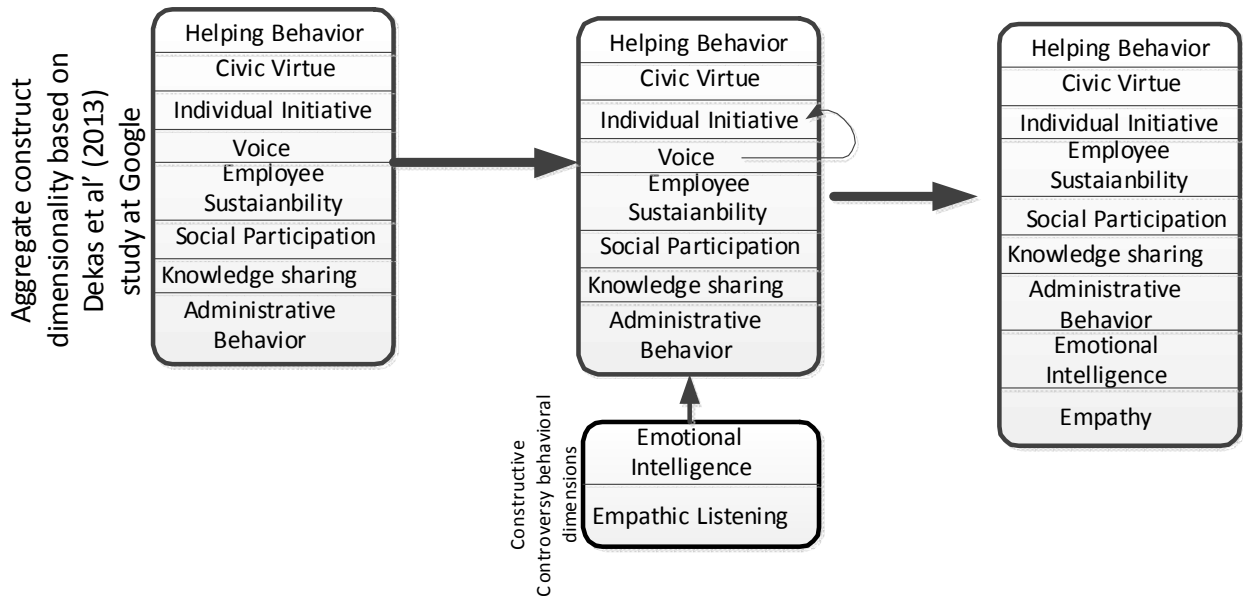 Aggregate construct
dimensionality based on
Dekas et al' (2013)
study at Google
Helping Behavior
Civic Virtue
Individual Initiative
Voice
Employee
Sustaianbility
Social Participation
Knowledge sharing
Administrative
Behavior
Helping Behavior
Civic Virtue
Individual Initiative
Voice
Employee
Sustaianbility
Social Participation
Knowledge sharing
Administrative
Behavior
Constructive
Controversy behavioral
dimensions
Emotional
Intelligence
Empathic Listening
Helping Behavior
Civic Virtue
Individual Initiative
Employee
Sustaianbility
Social Participation
Knowledge sharing
Administrative
Behavior
Emotional
Intelligence
Empathy